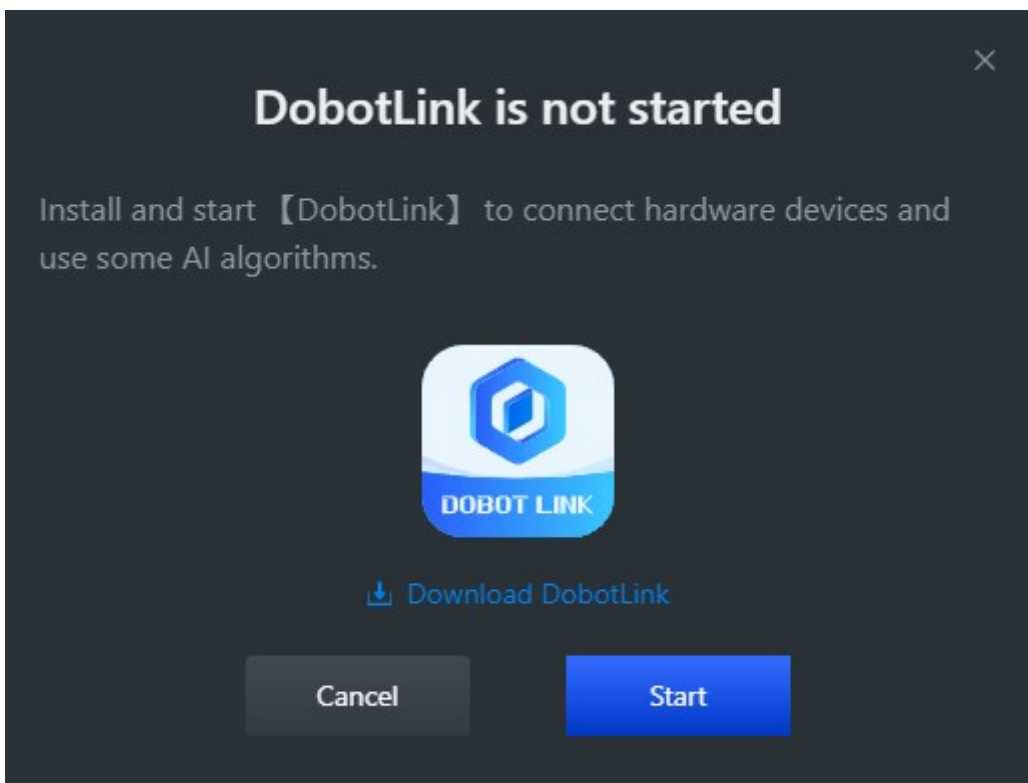 DobotLink is not started
Install and start 【DobotLink】 to connect hardware devices and
use some AI algorithms.
DOBOT LINK
Download DobotLink
Cancel
Start